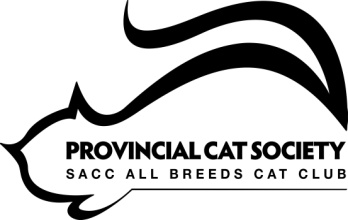 PROVINCIAL CAT SOCIETY
SACC ALL BREEDS CAT CLUB